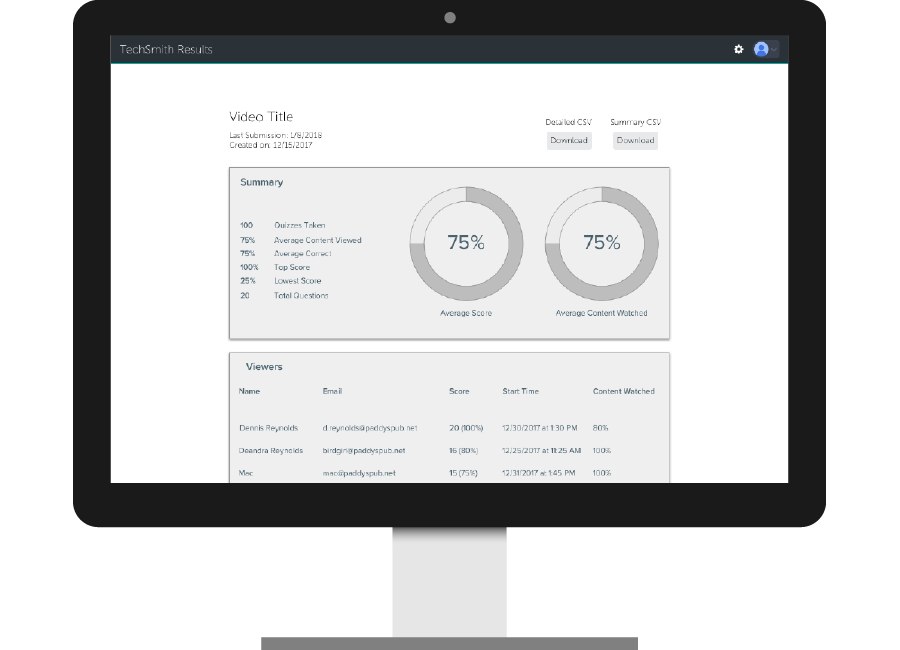 TechSmith Results
Video Title
Last Submission: 1/8/2018
Created on: 12/15/2017
Detailed CSV Summary CSV
Download Download
Summary
100 Quizzes Taken
75% Average Content Viewed
75% Average Correct
100% Top Score
25% Lowest Score
20 Total Questions
75% 75%
Average Score Average Content Watched
Viewers
Name Email Score Start Time Content Watched
Dennis Reynolds d.reynolds@paddyspub.net 20 (100%) 12/30/2017 at 1:30 PM 80%
Deandra Reynolds birdgirl@paddyspub.net 16 (80%) 12/25/2017 at 11:25 AM 100%
Mac mac@paddyspub.net 15 (75%) 12/31/2017 at 1:45 PM 100%